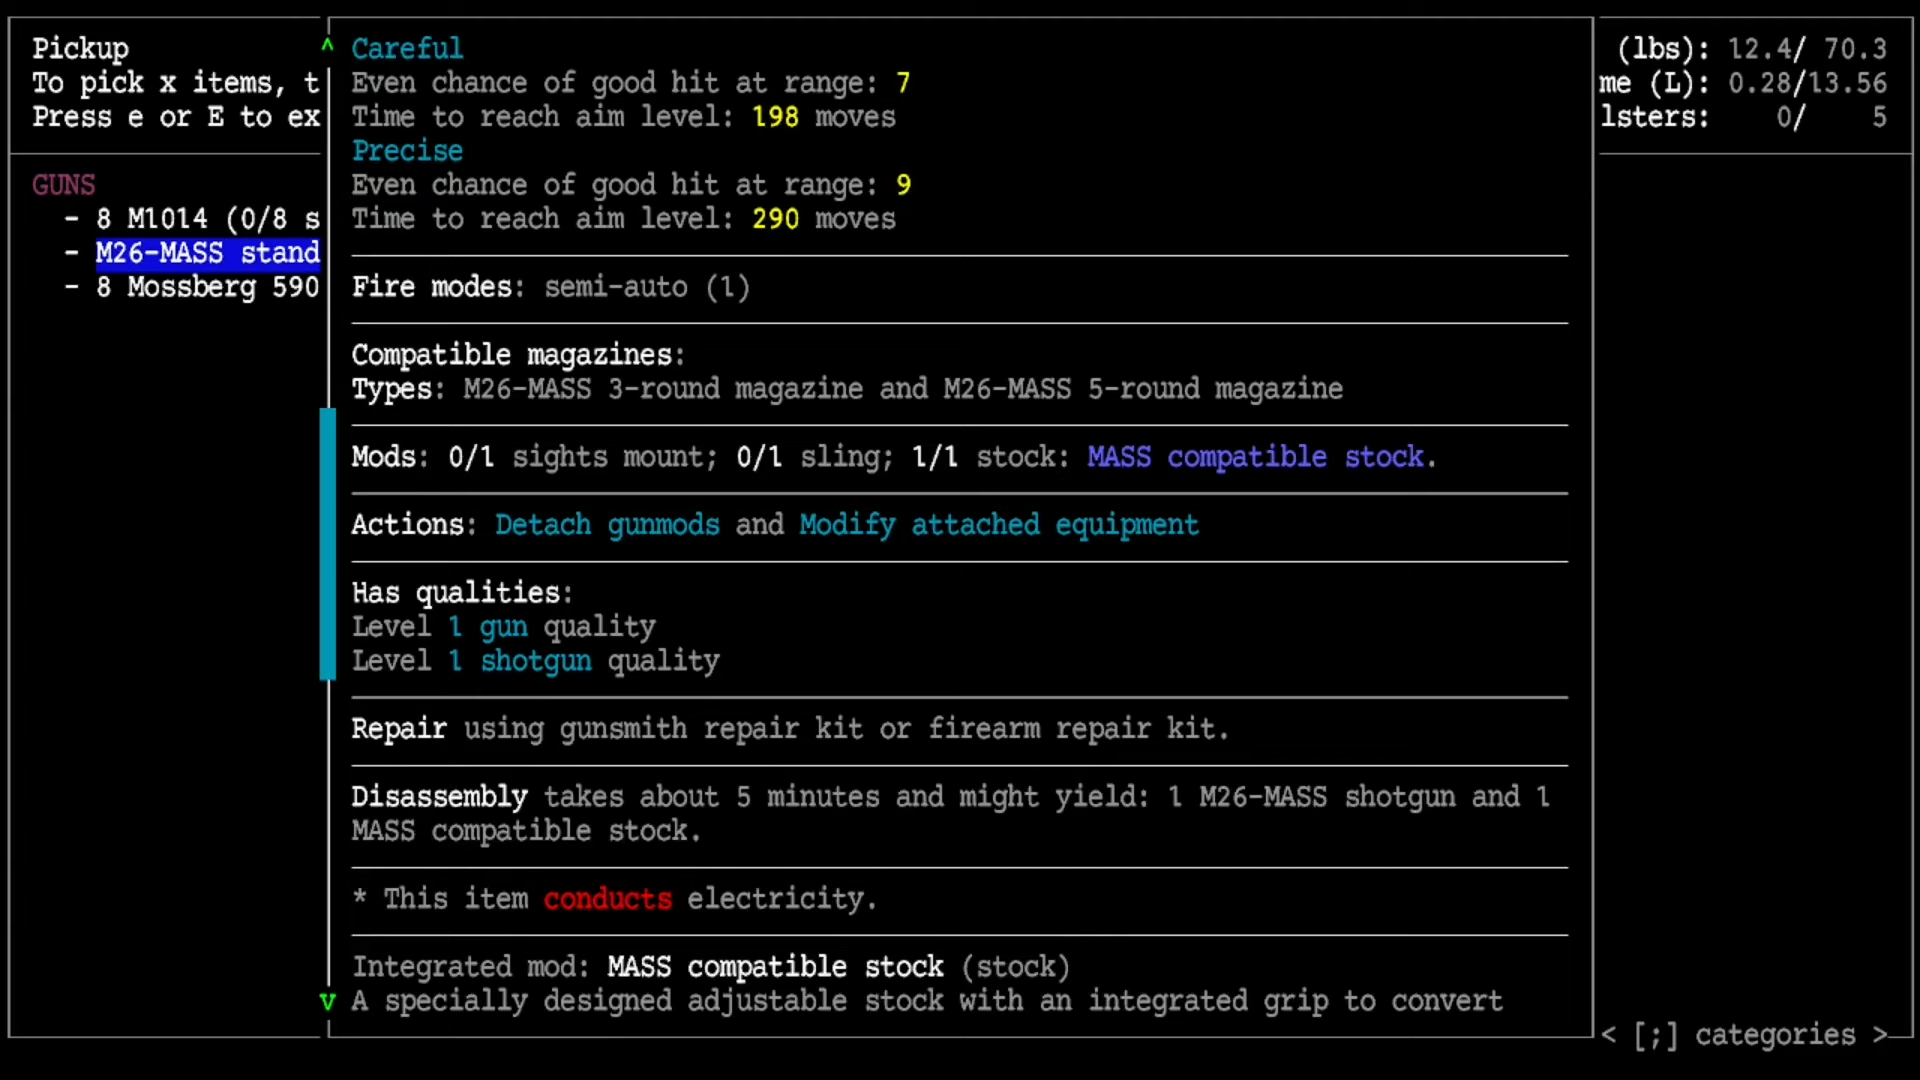 Pickup
To pick x items, t
Press e or E to ex
GUNS
- 8 M1014 (0/8 s
- M26-MASS stand
- 8 Mossberg 590
^ Careful
Even chance of good hit at range: 7
Time to reach aim level: 198 moves
Precise
Even chance of good hit at range: 9
Time to reach aim level: 290 moves
Fire modes: semi-auto (1)
Compatible magazines:
Types: M26-MASS 3-round magazine and M26-MASS 5-round magazine
Mods: 0/1 sights mount; 0/1 sling; 1/1 stock: MASS compatible stock.
Actions: Detach gunmods and Modify attached equipment
Has qualities:
Level 1 gun quality
Level 1 shotgun quality
Repair using gunsmith repair kit or firearm repair kit.
Disassembly takes about 5 minutes and might yield: 1 M26-MASS shotgun and 1
MASS compatible stock.
* This item conducts electricity.
Integrated mod: MASS compatible stock (stock)
v A specially designed adjustable stock with an integrated grip to convert
(lbs): 12.4/ 70.3
me (L): 0.28/13.56
lsters: 0/ 5
< [;] categories >